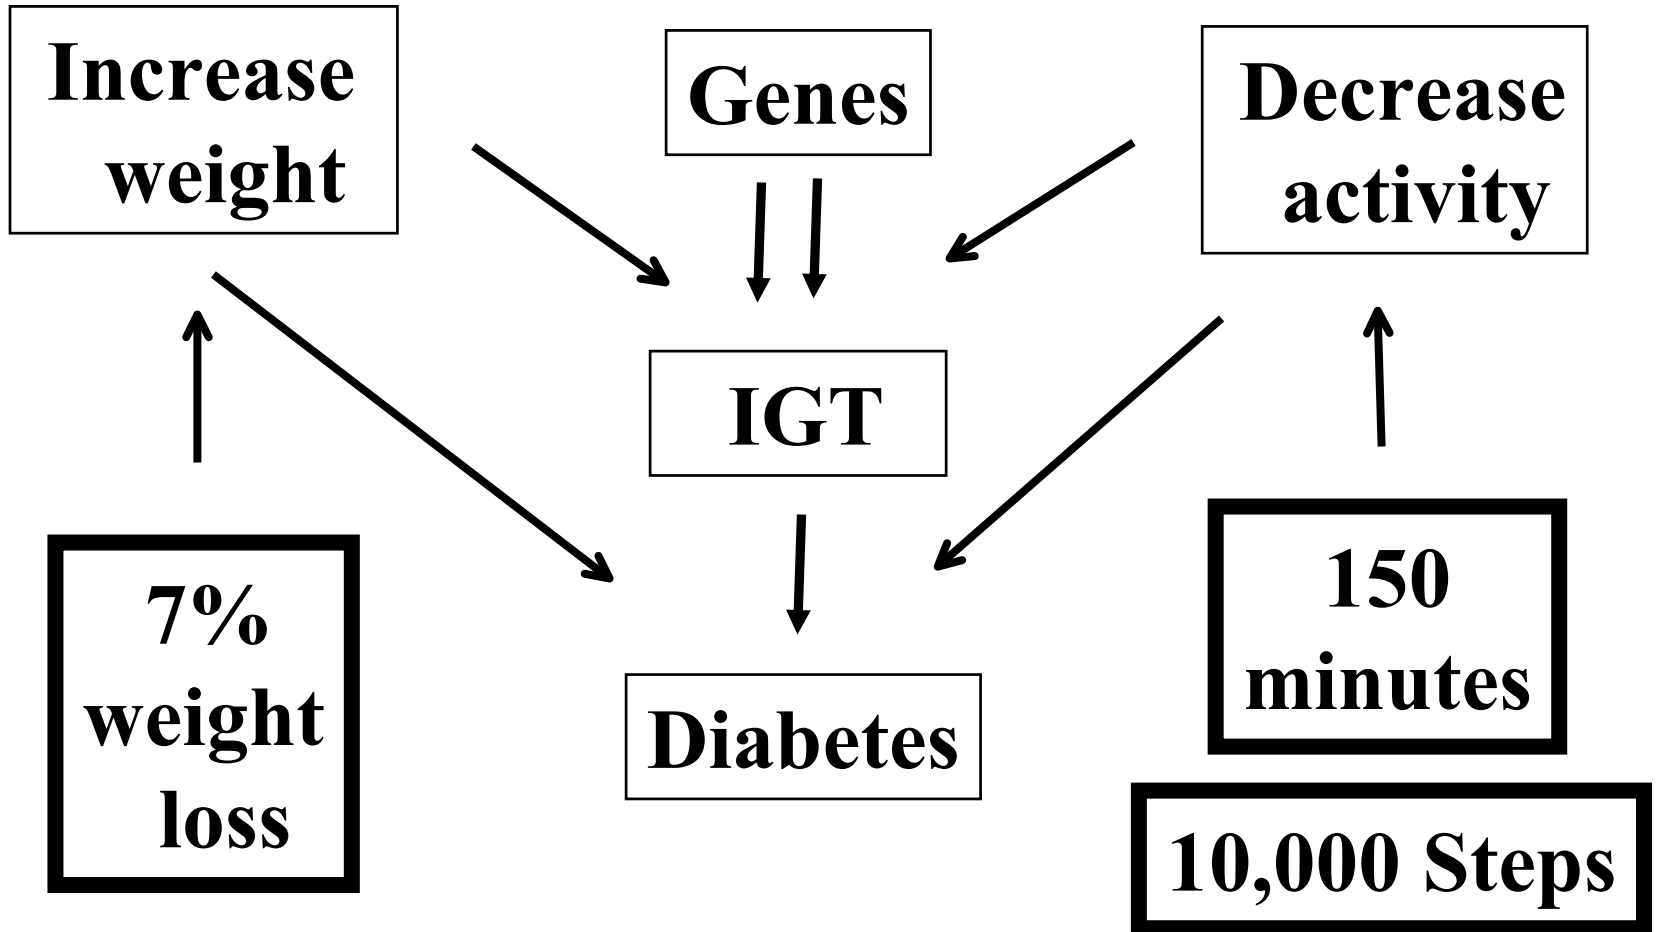 Increase
weight
Genes
Decrease
activity
IGT
7%
weight
loss
Diabetes
150
minutes
10,000 Steps